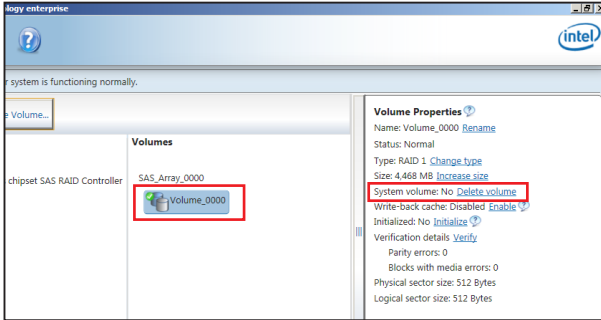 ology enterprise
?
intel
r system is functioning normally.
e Volume...
Volumes
chipset SAS RAID Controller
SAS_Array_0000
Volume_0000
Volume Properties ?
Name: Volume_0000 Rename
Status: Normal
Type: RAID 1 Change type
Size: 4,468 MB Increase size
System volume: No Delete volume
Write-back cache: Disabled Enable ?
Initialized: No Initialize ?
Verification details Verify
Parity errors: 0
Blocks with media errors: 0
Physical sector size: 512 Bytes
Logical sector size: 512 Bytes